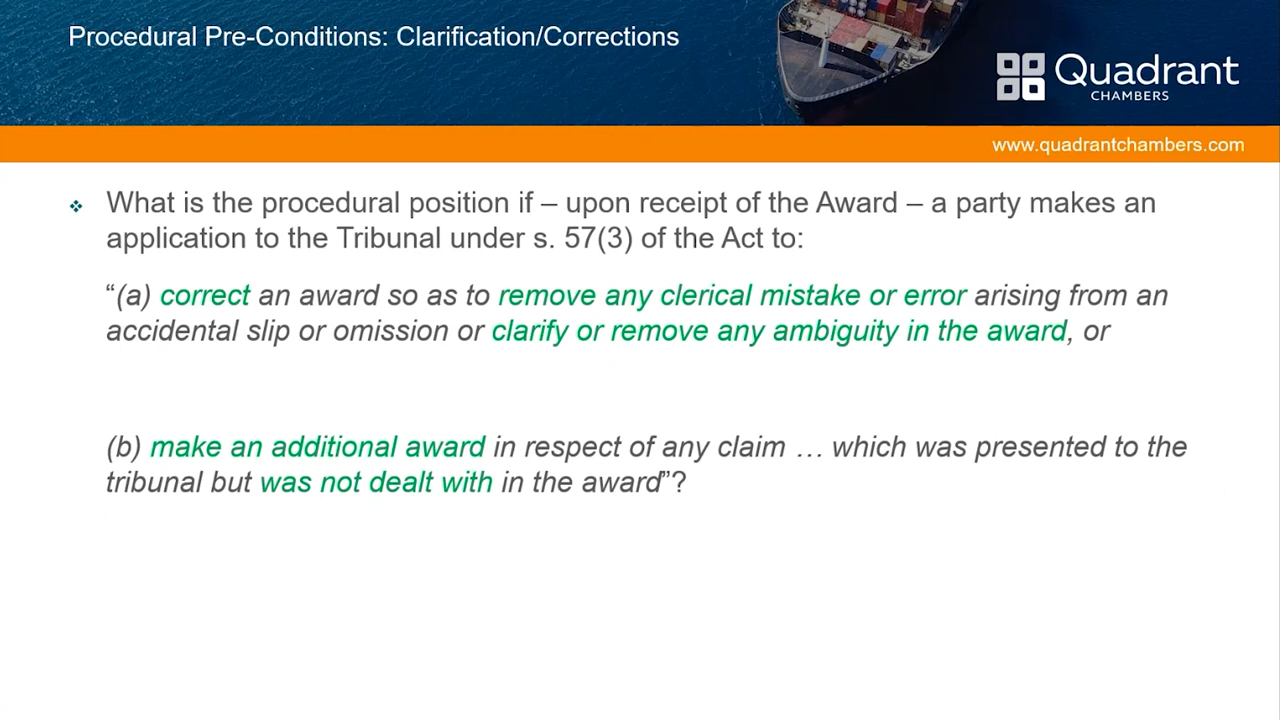 Procedural Pre-Conditions: Clarification/Corrections
Quadrant
CHAMBERS
www.quadrantchambers.com
❖ What is the procedural position if – upon receipt of the Award – a party makes an
application to the Tribunal under s. 57(3) of the Act to:
“(a) correct an award so as to remove any clerical mistake or error arising from an
accidental slip or omission or clarify or remove any ambiguity in the award, or
(b) make an additional award in respect of any claim … which was presented to the
tribunal but was not dealt with in the award”?